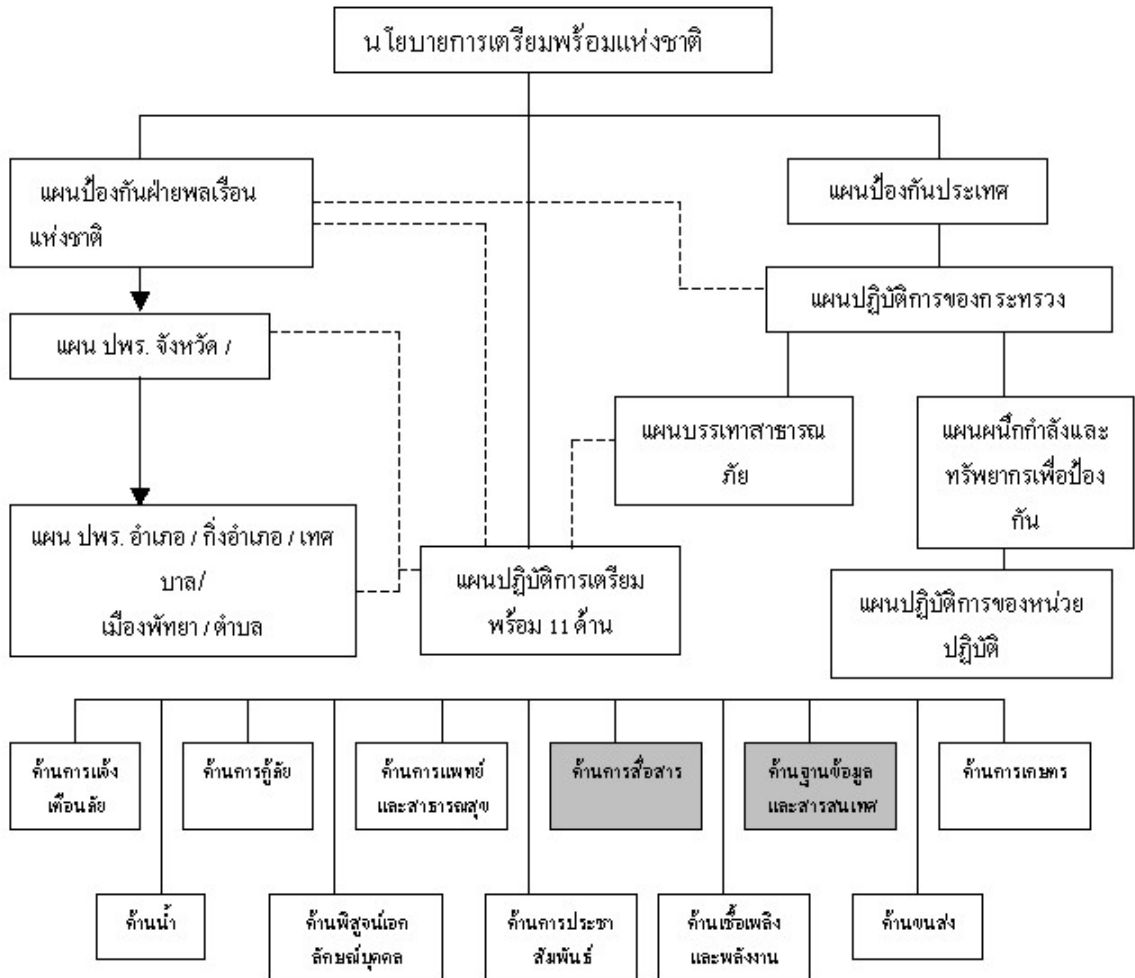 นโยบายการเตรียมพร้อมแห่งชาติ
แผนป้องกันฝ่ายพลเรือน
แห่งชาติ
แผนป้องกันประเทศ
แผนปฏิบัติการของกระทรวง
แผน ปพร. จังหวัด /
แผนบรรเทาสาธารณ
ภัย
แผนผนึกกำลังและ
ทรัพยากรเพื่อป้อง
กัน
แผน ปพร. อำเภอ / กิ่งอำเภอ / เทศ
บาล/
เมืองพัทยา / ตำบล
แผนปฏิบัติการเตรียม
พร้อม 11 ด้าน
แผนปฏิบัติการของหน่วย
ปฏิบัติ
ด้านการแจ้ง
เตือนภัย
ด้านการกู้ภัย
ด้านการแพทย์
และสาธารณสุข
ด้านการสื่อสาร
ด้านฐานข้อมูล
และสารสนเทศ
ด้านการเกษตร
ด้านน้ำ
ด้านพิสูจน์เอก
ลักษณ์บุคคล
ด้านการประชา
สัมพันธ์
ด้านเชื้อเพลิง
และพลังงาน
ด้านขนส่ง